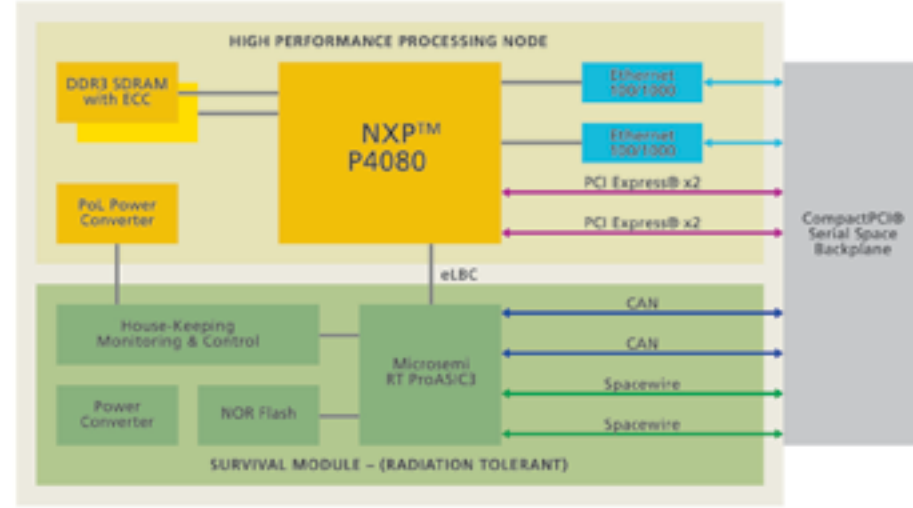 HIGH PERFORMANCE PROCESSING NODE
DDR3 SDRAM
with ECC
NXP™
P4080
Ethernet
100/1000
Ethernet
100/1000
PCI Express® x2
PCI Express® x2
PoL Power
Converter
CompactPCI®
Serial Space
Backplane
eLBC
House-Keeping
Monitoring & Control
Microsemi
RT ProASIC3
CAN
CAN
Spacewire
Spacewire
Power
Converter
NOR Flash
SURVIVAL MODULE – (RADIATION TOLERANT)